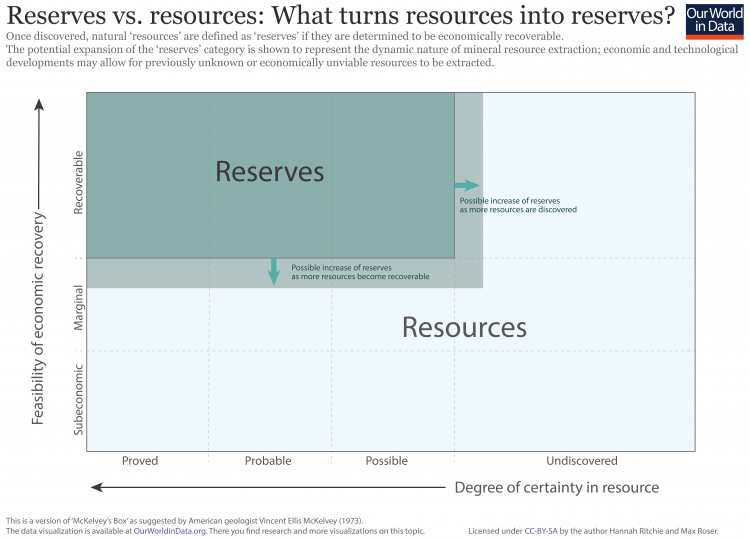 Reserves vs. resources: What turns resources into reserves?
Our World
in Data
Once discovered, natural ‘resources’ are defined as ‘reserves’ if they are determined to be economically recoverable.
The potential expansion of the ‘reserves’ category is shown to represent the dynamic nature of mineral resource extraction; economic and technological
developments may allow for previously unknown or economically unviable resources to be extracted.
Feasibility of economic recovery
Recoverable
Marginal
Subeconomic
Reserves
Possible increase of reserves
as more resources are discovered
Possible increase of reserves
as more resources become recoverable
Resources
Proved
Probable
Possible
Undiscovered
Degree of certainty in resource
This is a version of ‘McKelvey’s Box’ as suggested by American geologist Vincent Ellis McKelvey (1973).
The data visualization is available at OurWorldinData.org. There you find research and more visualizations on this topic.
Licensed under CC-BY-SA by the author Hannah Ritchie and Max Roser.